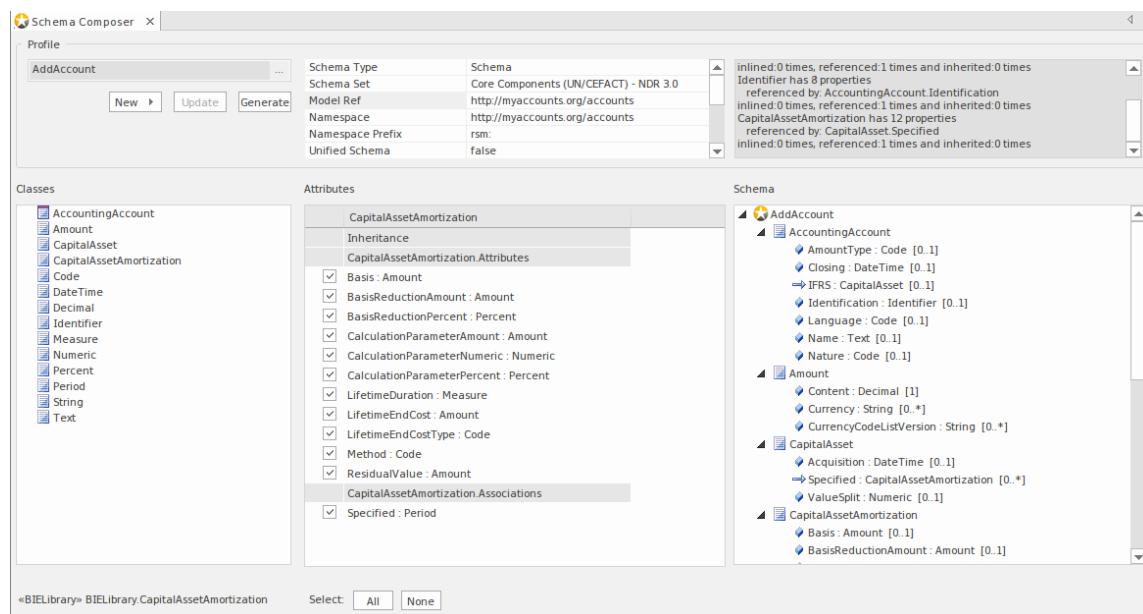 Schema Composer
Profile
AddAccount ...
New Update Generate
Schema Type Schema
Schema Set Core Components (UN/CEFACT) - NDR 3.0
Model Ref http://myaccounts.org/accounts
Namespace http://myaccounts.org/accounts
Namespace Prefix rsm:
Unified Schema false
inlined:0 times, referenced:1 times and inherited:0 times
Identifier has 8 properties
referenced by: AccountingAccount.Identification
inlined:0 times, referenced:1 times and inherited:0 times
CapitalAssetAmortization has 12 properties
referenced by: CapitalAsset.Specified
inlined:0 times, referenced:1 times and inherited:0 times
Classes
AccountingAccount
Amount
CapitalAsset
CapitalAssetAmortization
Code
DateTime
Decimal
Identifier
Measure
Numeric
Percent
Period
String
Text
Attributes
CapitalAssetAmortization
Inheritance
CapitalAssetAmortization.Attributes
Basis : Amount
BasisReductionAmount : Amount
BasisReductionPercent : Percent
CalculationParameterAmount : Amount
CalculationParameterNumeric : Numeric
CalculationParameterPercent : Percent
LifetimeDuration : Measure
LifetimeEndCost : Amount
LifetimeEndCostType : Code
Method : Code
ResidualValue : Amount
CapitalAssetAmortization.Associations
Specified : Period
Schema
AddAccount
AccountingAccount
AmountType : Code [0..1]
Closing : DateTime [0..1]
IFRS : CapitalAsset [0..1]
Identification : Identifier [0..1]
Language : Code [0..1]
Name : Text [0..1]
Nature : Code [0..1]
Amount
Content : Decimal [1]
Currency : String [0..*]
CurrencyCodeListVersion : String [0..*]
CapitalAsset
Acquisition : DateTime [0..1]
Specified : CapitalAssetAmortization [0..*]
ValueSplit : Numeric [0..1]
CapitalAssetAmortization
Basis : Amount [0..1]
BasisReductionAmount : Amount [0..1]
«BIELibrary» BIELibrary.CapitalAssetAmortization
Select: All None